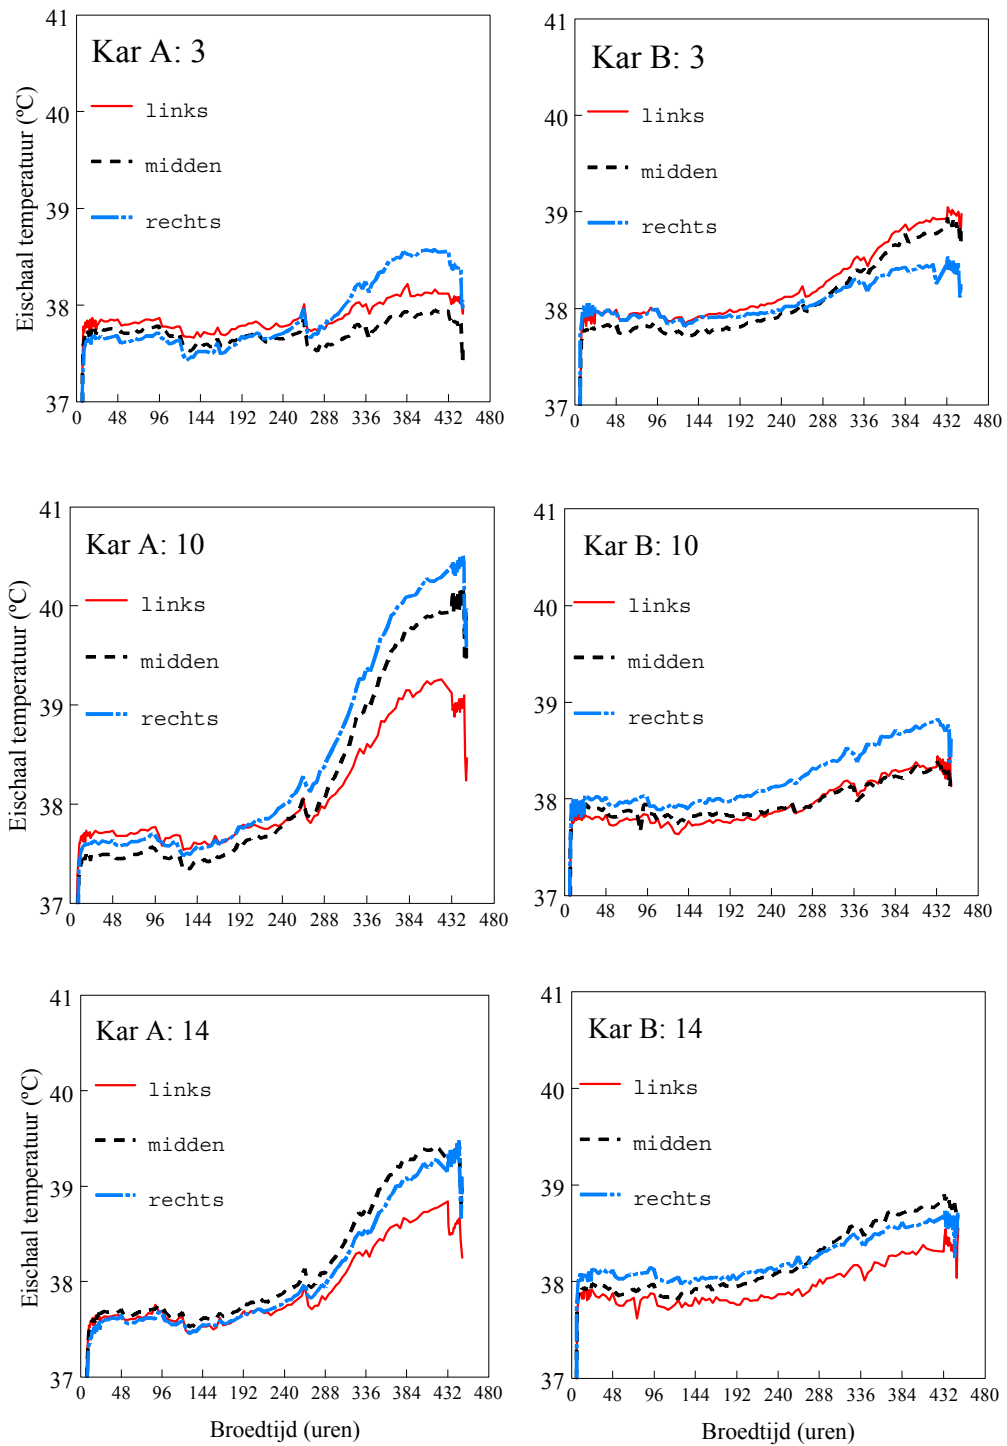 Kar A: 3
links
midden
rechts
Eischaal temperatuur (ºC)
41
40
39
38
37
0 48 96 144 192 240 288 336 384 432 480
Kar B: 3
links
midden
rechts
41
40
39
38
37
0 48 96 144 192 240 288 336 384 432 480
Kar A: 10
links
midden
rechts
Eischaal temperatuur (ºC)
41
40
39
38
37
0 48 96 144 192 240 288 336 384 432 480
Kar B: 10
links
midden
rechts
41
40
39
38
37
0 48 96 144 192 240 288 336 384 432 480
Kar A: 14
links
midden
rechts
Eischaal temperatuur (ºC)
41
40
39
38
37
0 48 96 144 192 240 288 336 384 432 480
Broedtijd (uren)
Kar B: 14
links
midden
rechts
41
40
39
38
37
0 48 96 144 192 240 288 336 384 432 480
Broedtijd (uren)